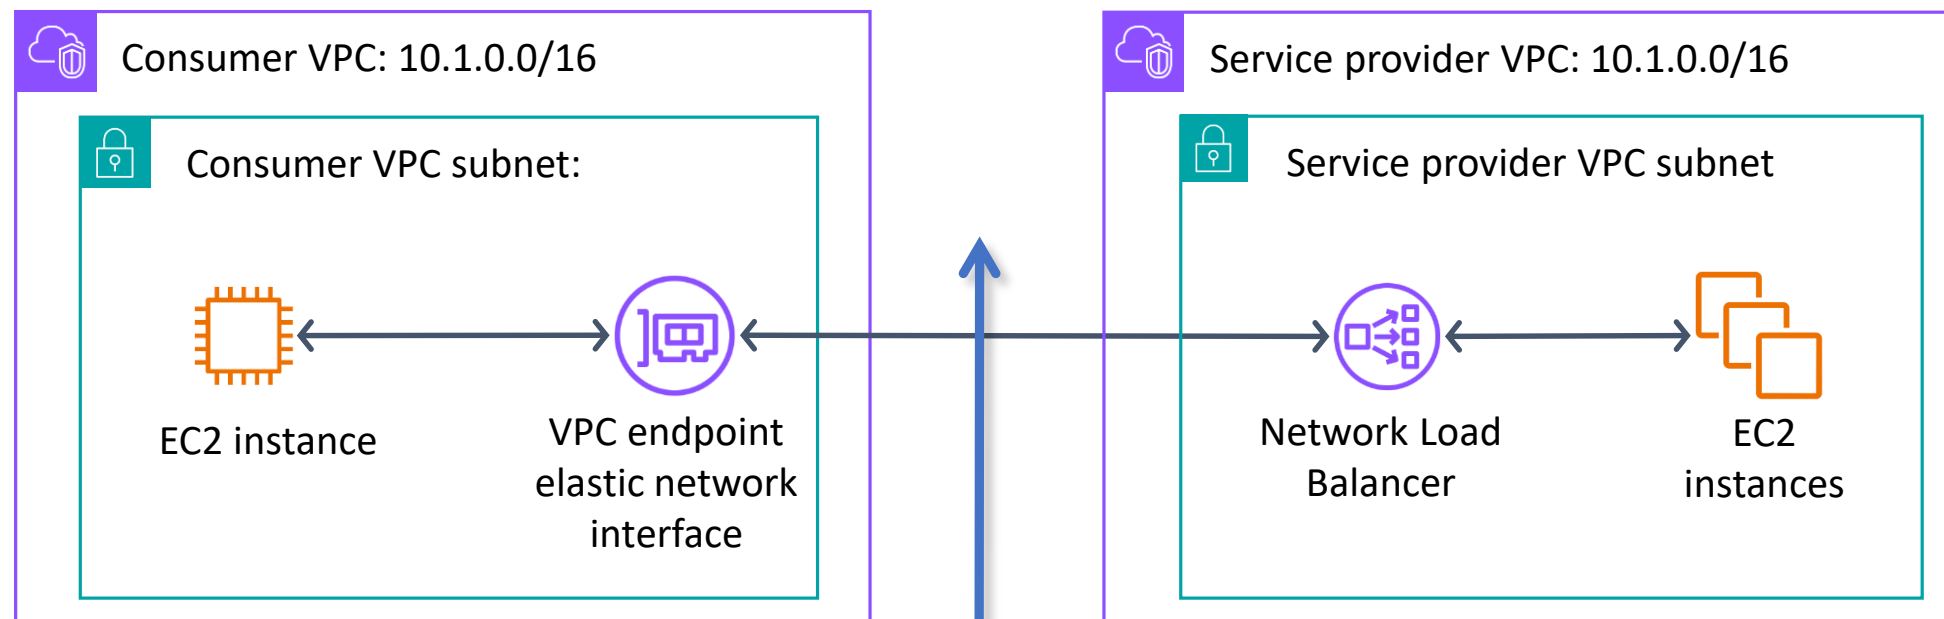 Consumer VPC: 10.1.0.0/16
Consumer VPC subnet:
EC2 instance
VPC endpoint
elastic network
interface
Service provider VPC: 10.1.0.0/16
Service provider VPC subnet
Network Load
Balancer
EC2
instances